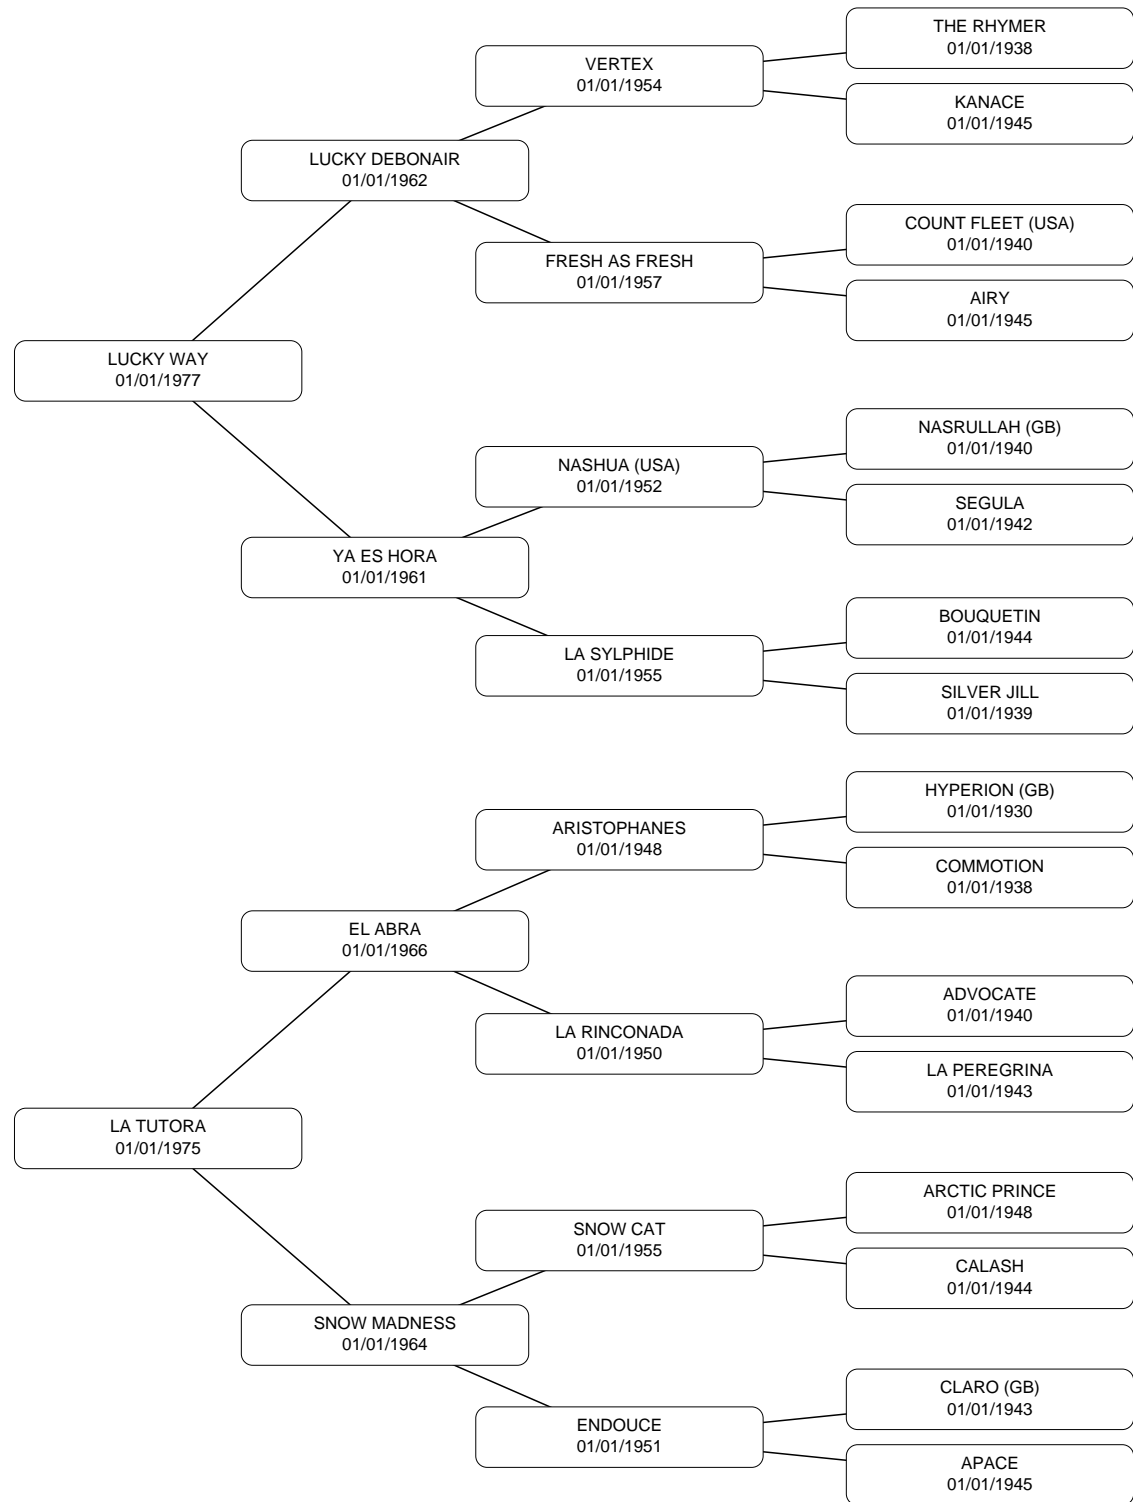 THE RHYMER
01/01/1938
VERTEX
01/01/1954
KANACE
01/01/1945
LUCKY DEBONAIR
01/01/1962
COUNT FLEET (USA)
01/01/1940
FRESH AS FRESH
01/01/1957
AIRY
01/01/1945
LUCKY WAY
01/01/1977
NASRULLAH (GB)
01/01/1940
NASHUA (USA)
01/01/1952
SEGULA
01/01/1942
YA ES HORA
01/01/1961
BOUQUETIN
01/01/1944
LA SYLPHIDE
01/01/1955
SILVER JILL
01/01/1939
HYPERION (GB)
01/01/1930
ARISTOPHANES
01/01/1948
COMMOTION
01/01/1938
EL ABRA
01/01/1966
ADVOCATE
01/01/1940
LA RINCONADA
01/01/1950
LA PEREGRINA
01/01/1943
LA TUTORA
01/01/1975
ARCTIC PRINCE
01/01/1948
SNOW CAT
01/01/1955
CALASH
01/01/1944
SNOW MADNESS
01/01/1964
CLARO (GB)
01/01/1943
ENDOUCE
01/01/1951
APACE
01/01/1945